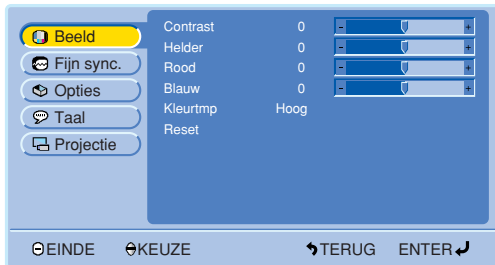 Beeld
Fijn sync.
Opties
Taal
Projectie
Contrast 0 - +
Helder 0 - +
Rood 0 - +
Blauw 0 - +
Kleurtmp Hoog
Reset
EINDE KEUZE TERUG ENTER